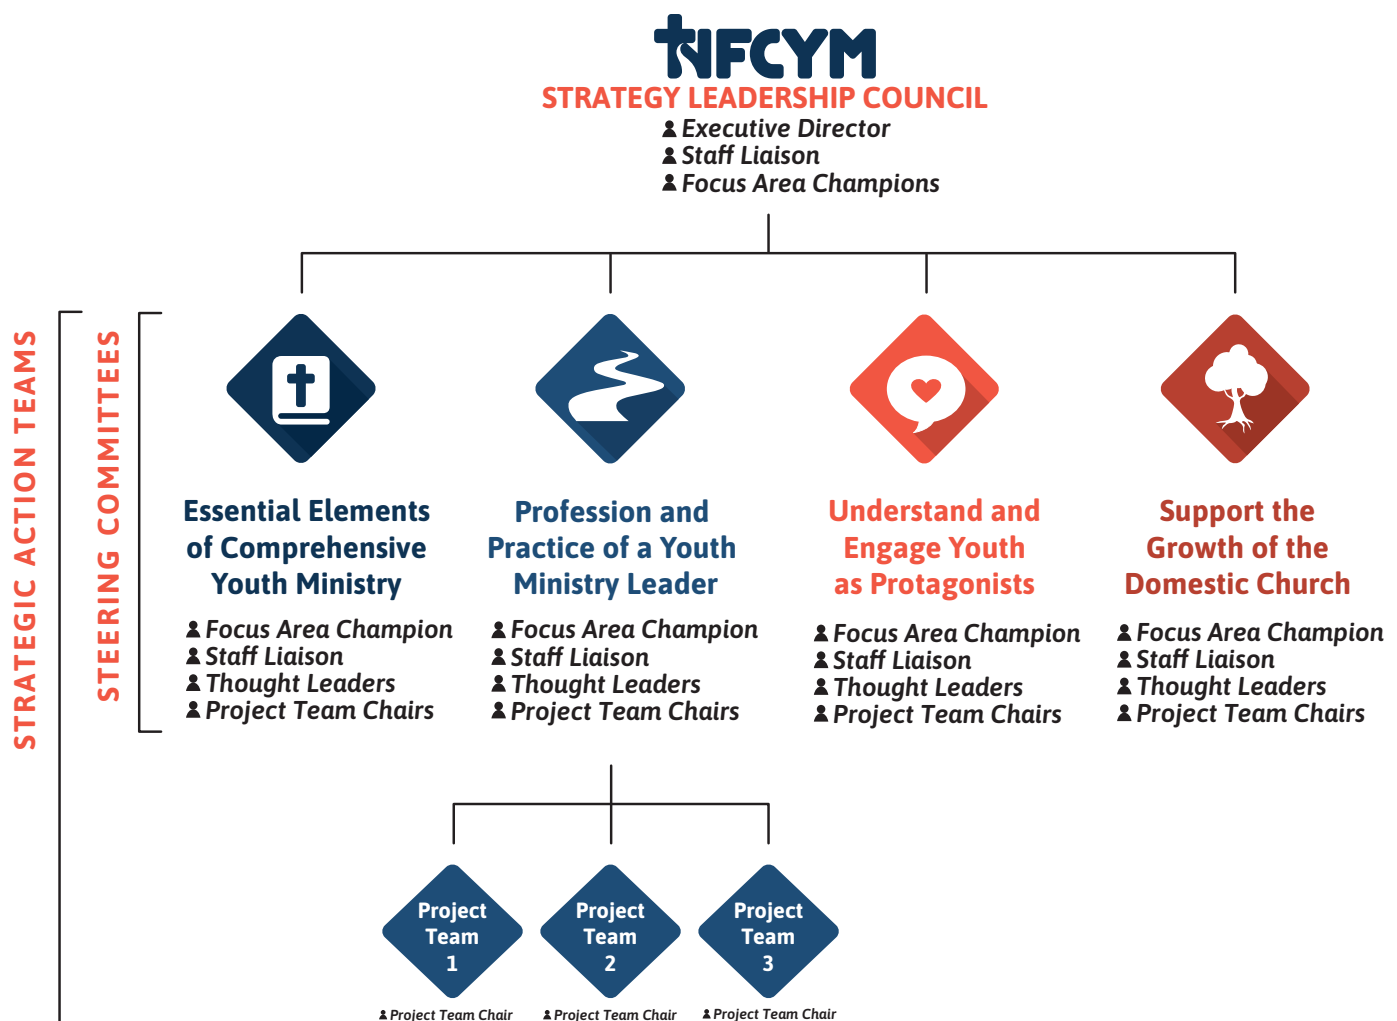 NFCYM
STRATEGY LEADERSHIP COUNCIL
Executive Director
Staff Liaison
Focus Area Champions
STRATEGIC ACTION TEAMS
STEERING COMMITTEES
Essential Elements
of Comprehensive
Youth Ministry
Focus Area Champion
Staff Liaison
Thought Leaders
Project Team Chairs
Profession and
Practice of a Youth
Ministry Leader
Focus Area Champion
Staff Liaison
Thought Leaders
Project Team Chairs
Understand and
Engage Youth
as Protagonists
Focus Area Champion
Staff Liaison
Thought Leaders
Project Team Chairs
Support the
Growth of the
Domestic Church
Focus Area Champion
Staff Liaison
Thought Leaders
Project Team Chairs
Project
Team
1
Project Team Chair
Project
Team
2
Project Team Chair
Project
Team
3
Project Team Chair